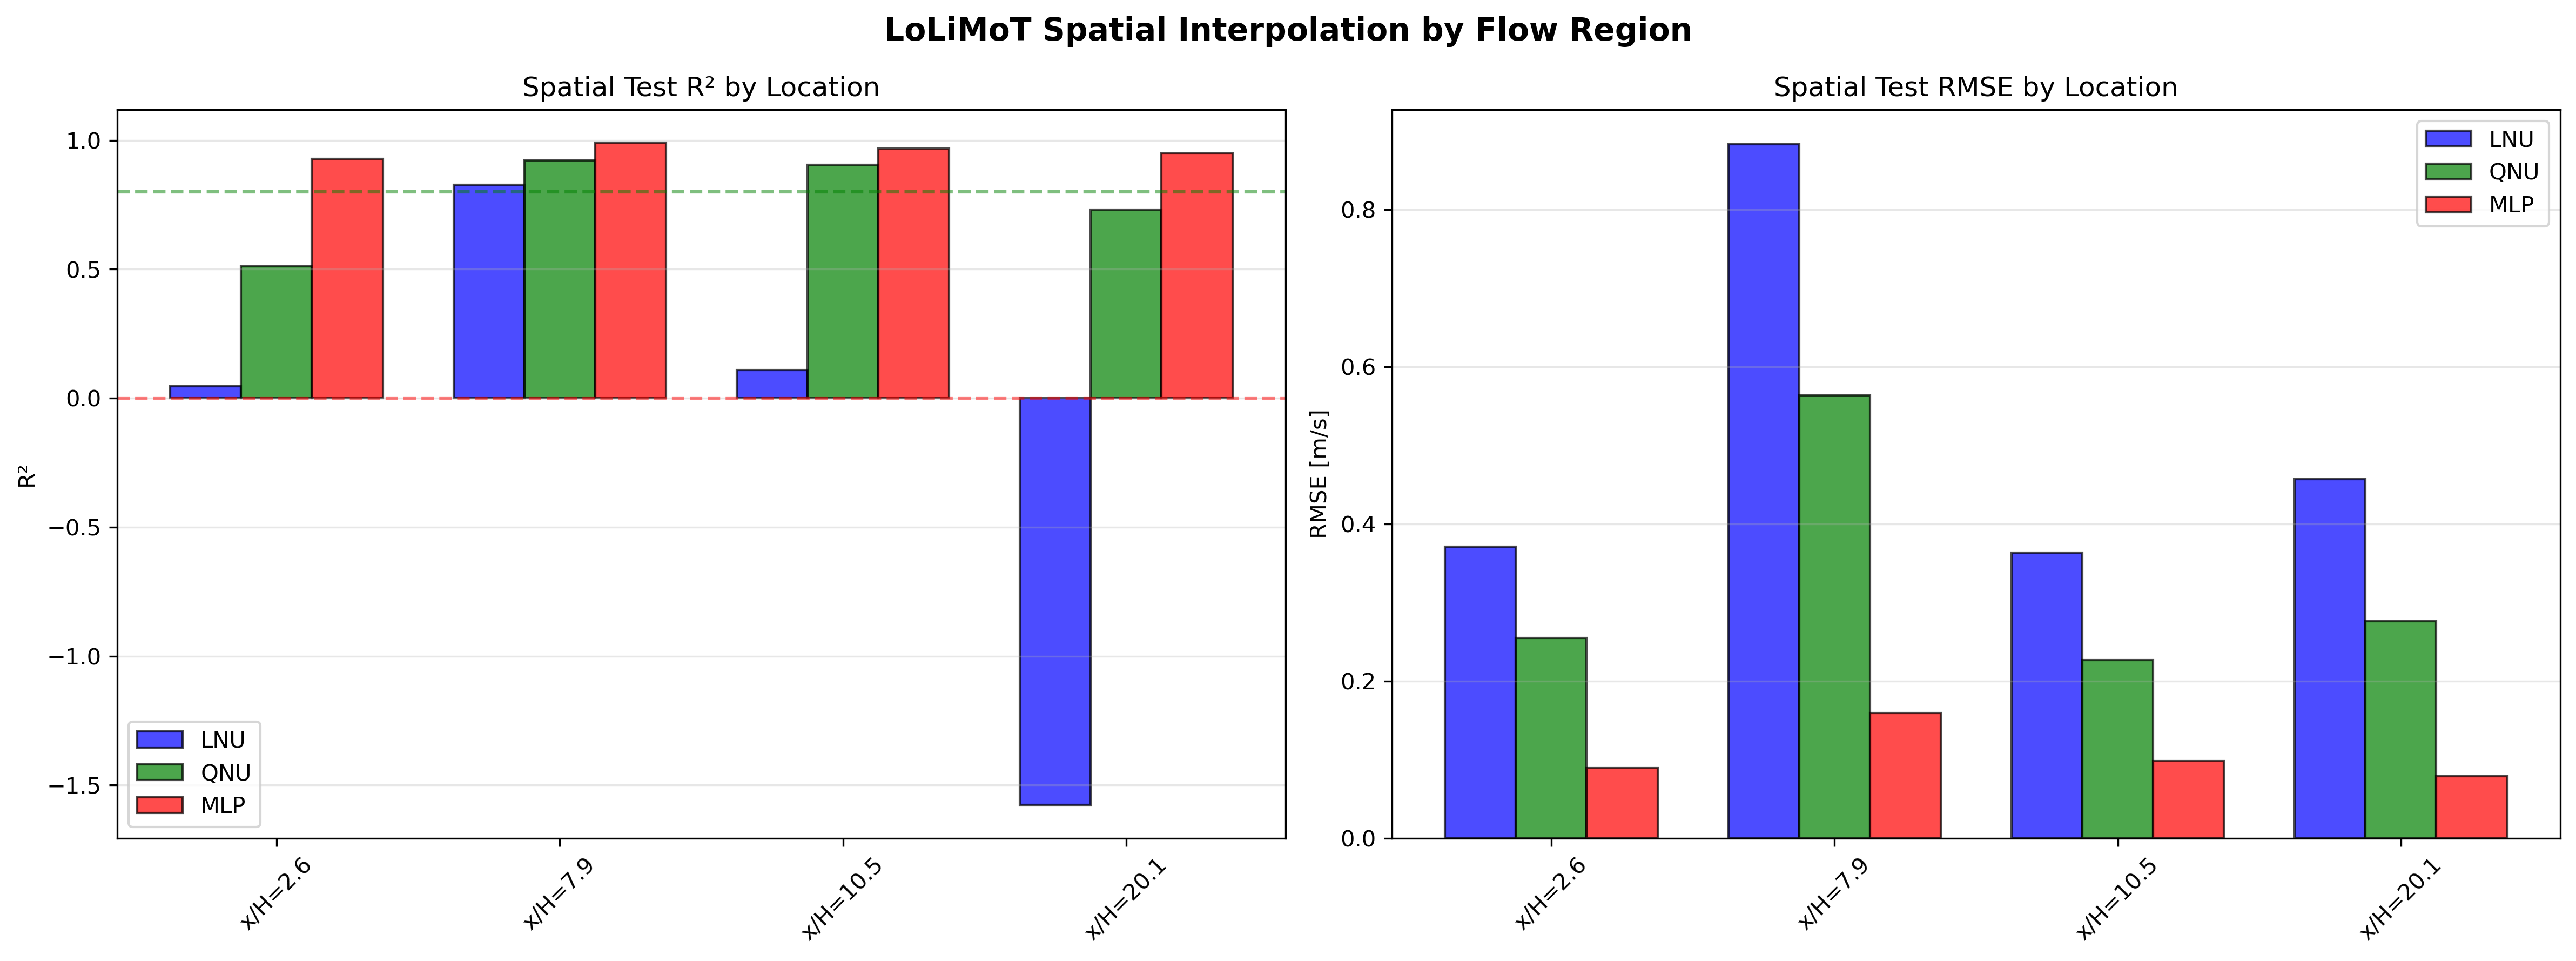 LoLiMoT Spatial Interpolation by Flow Region
Spatial Test R² by Location
R²
1.0
0.5
0.0
−0.5
−1.0
−1.5
LNU
QNU
MLP
x/H=2.6
x/H=7.9
x/H=10.5
x/H=20.1
Spatial Test RMSE by Location
RMSE [m/s]
0.8
0.6
0.4
0.2
0.0
LNU
QNU
MLP
x/H=2.6
x/H=7.9
x/H=10.5
x/H=20.1